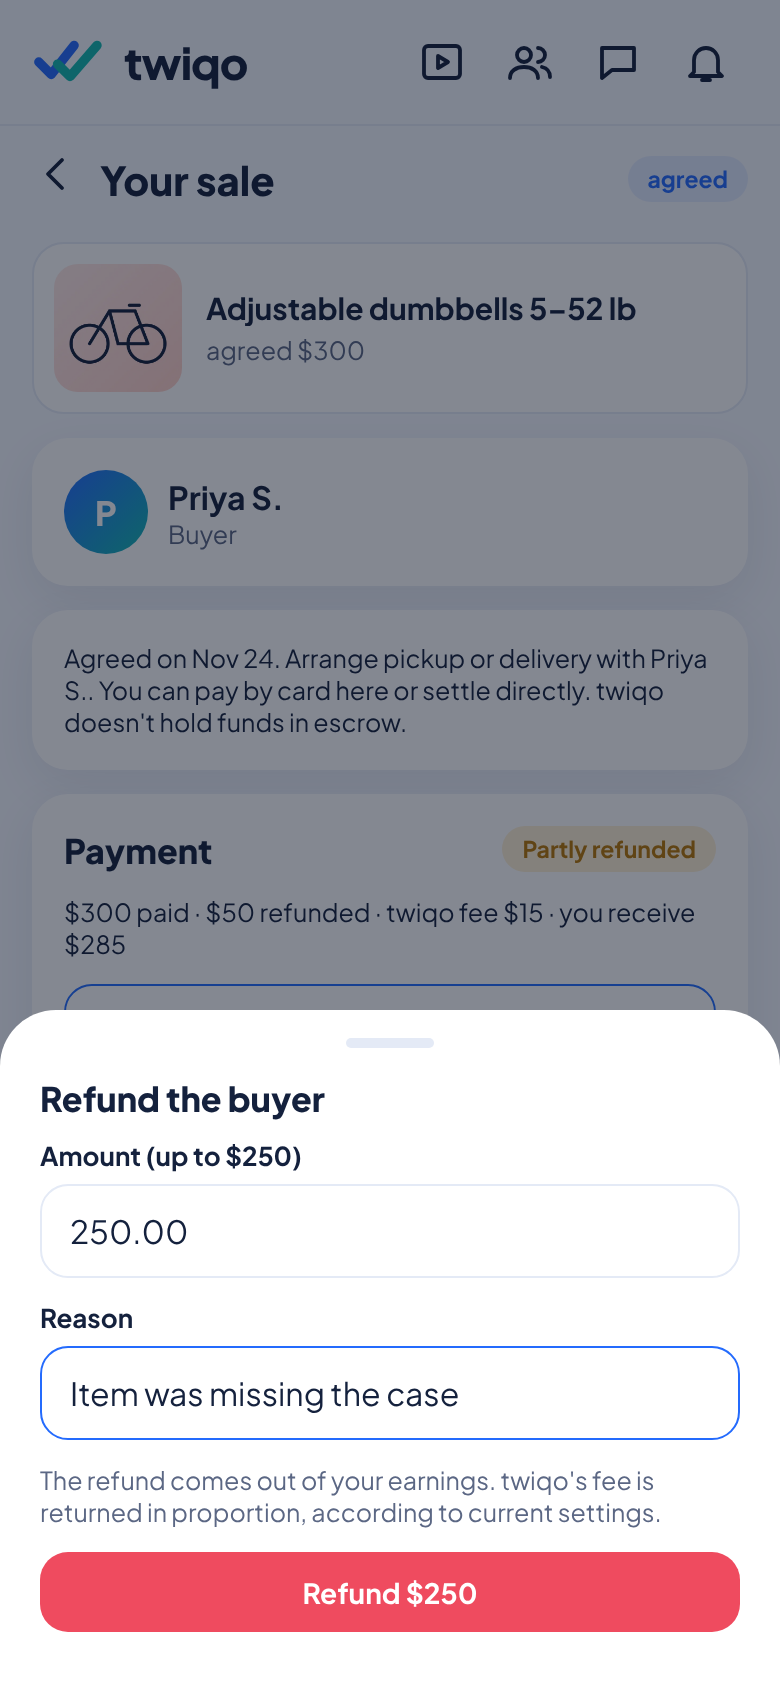 twiqo
Your sale
agreed
Adjustable dumbbells 5–52 lb
agreed $300
P
Priya S.
Buyer
Agreed on Nov 24. Arrange pickup or delivery with Priya
S.. You can pay by card here or settle directly. twiqo
doesn't hold funds in escrow.
Payment
Partly refunded
$300 paid · $50 refunded · twiqo fee $15 · you receive
$285
Refund the buyer
Amount (up to $250)
250.00
Reason
Item was missing the case
The refund comes out of your earnings. twiqo's fee is
returned in proportion, according to current settings.
Refund $250